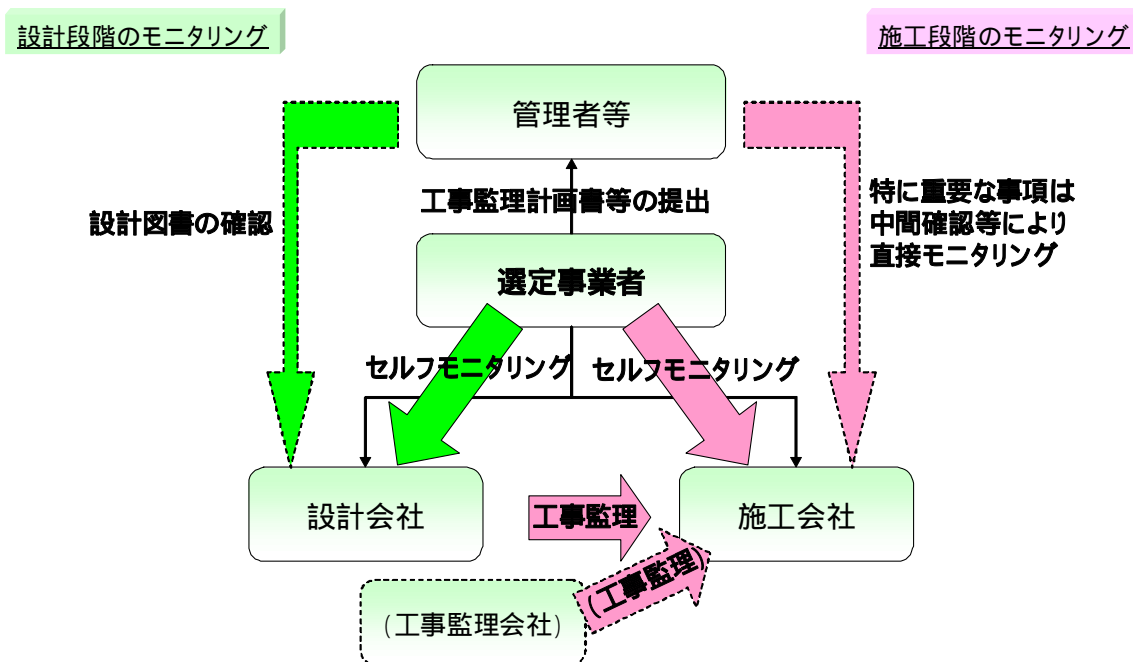 設計段階のモニタリング
施工段階のモニタリング
管理者等
工事監理計画書等の提出
設計図書の確認
特に重要な事項は
中間確認等により
直接モニタリング
選定事業者
セルフモニタリング
セルフモニタリング
設計会社
工事監理
施工会社
(工事監理)
(工事監理会社)